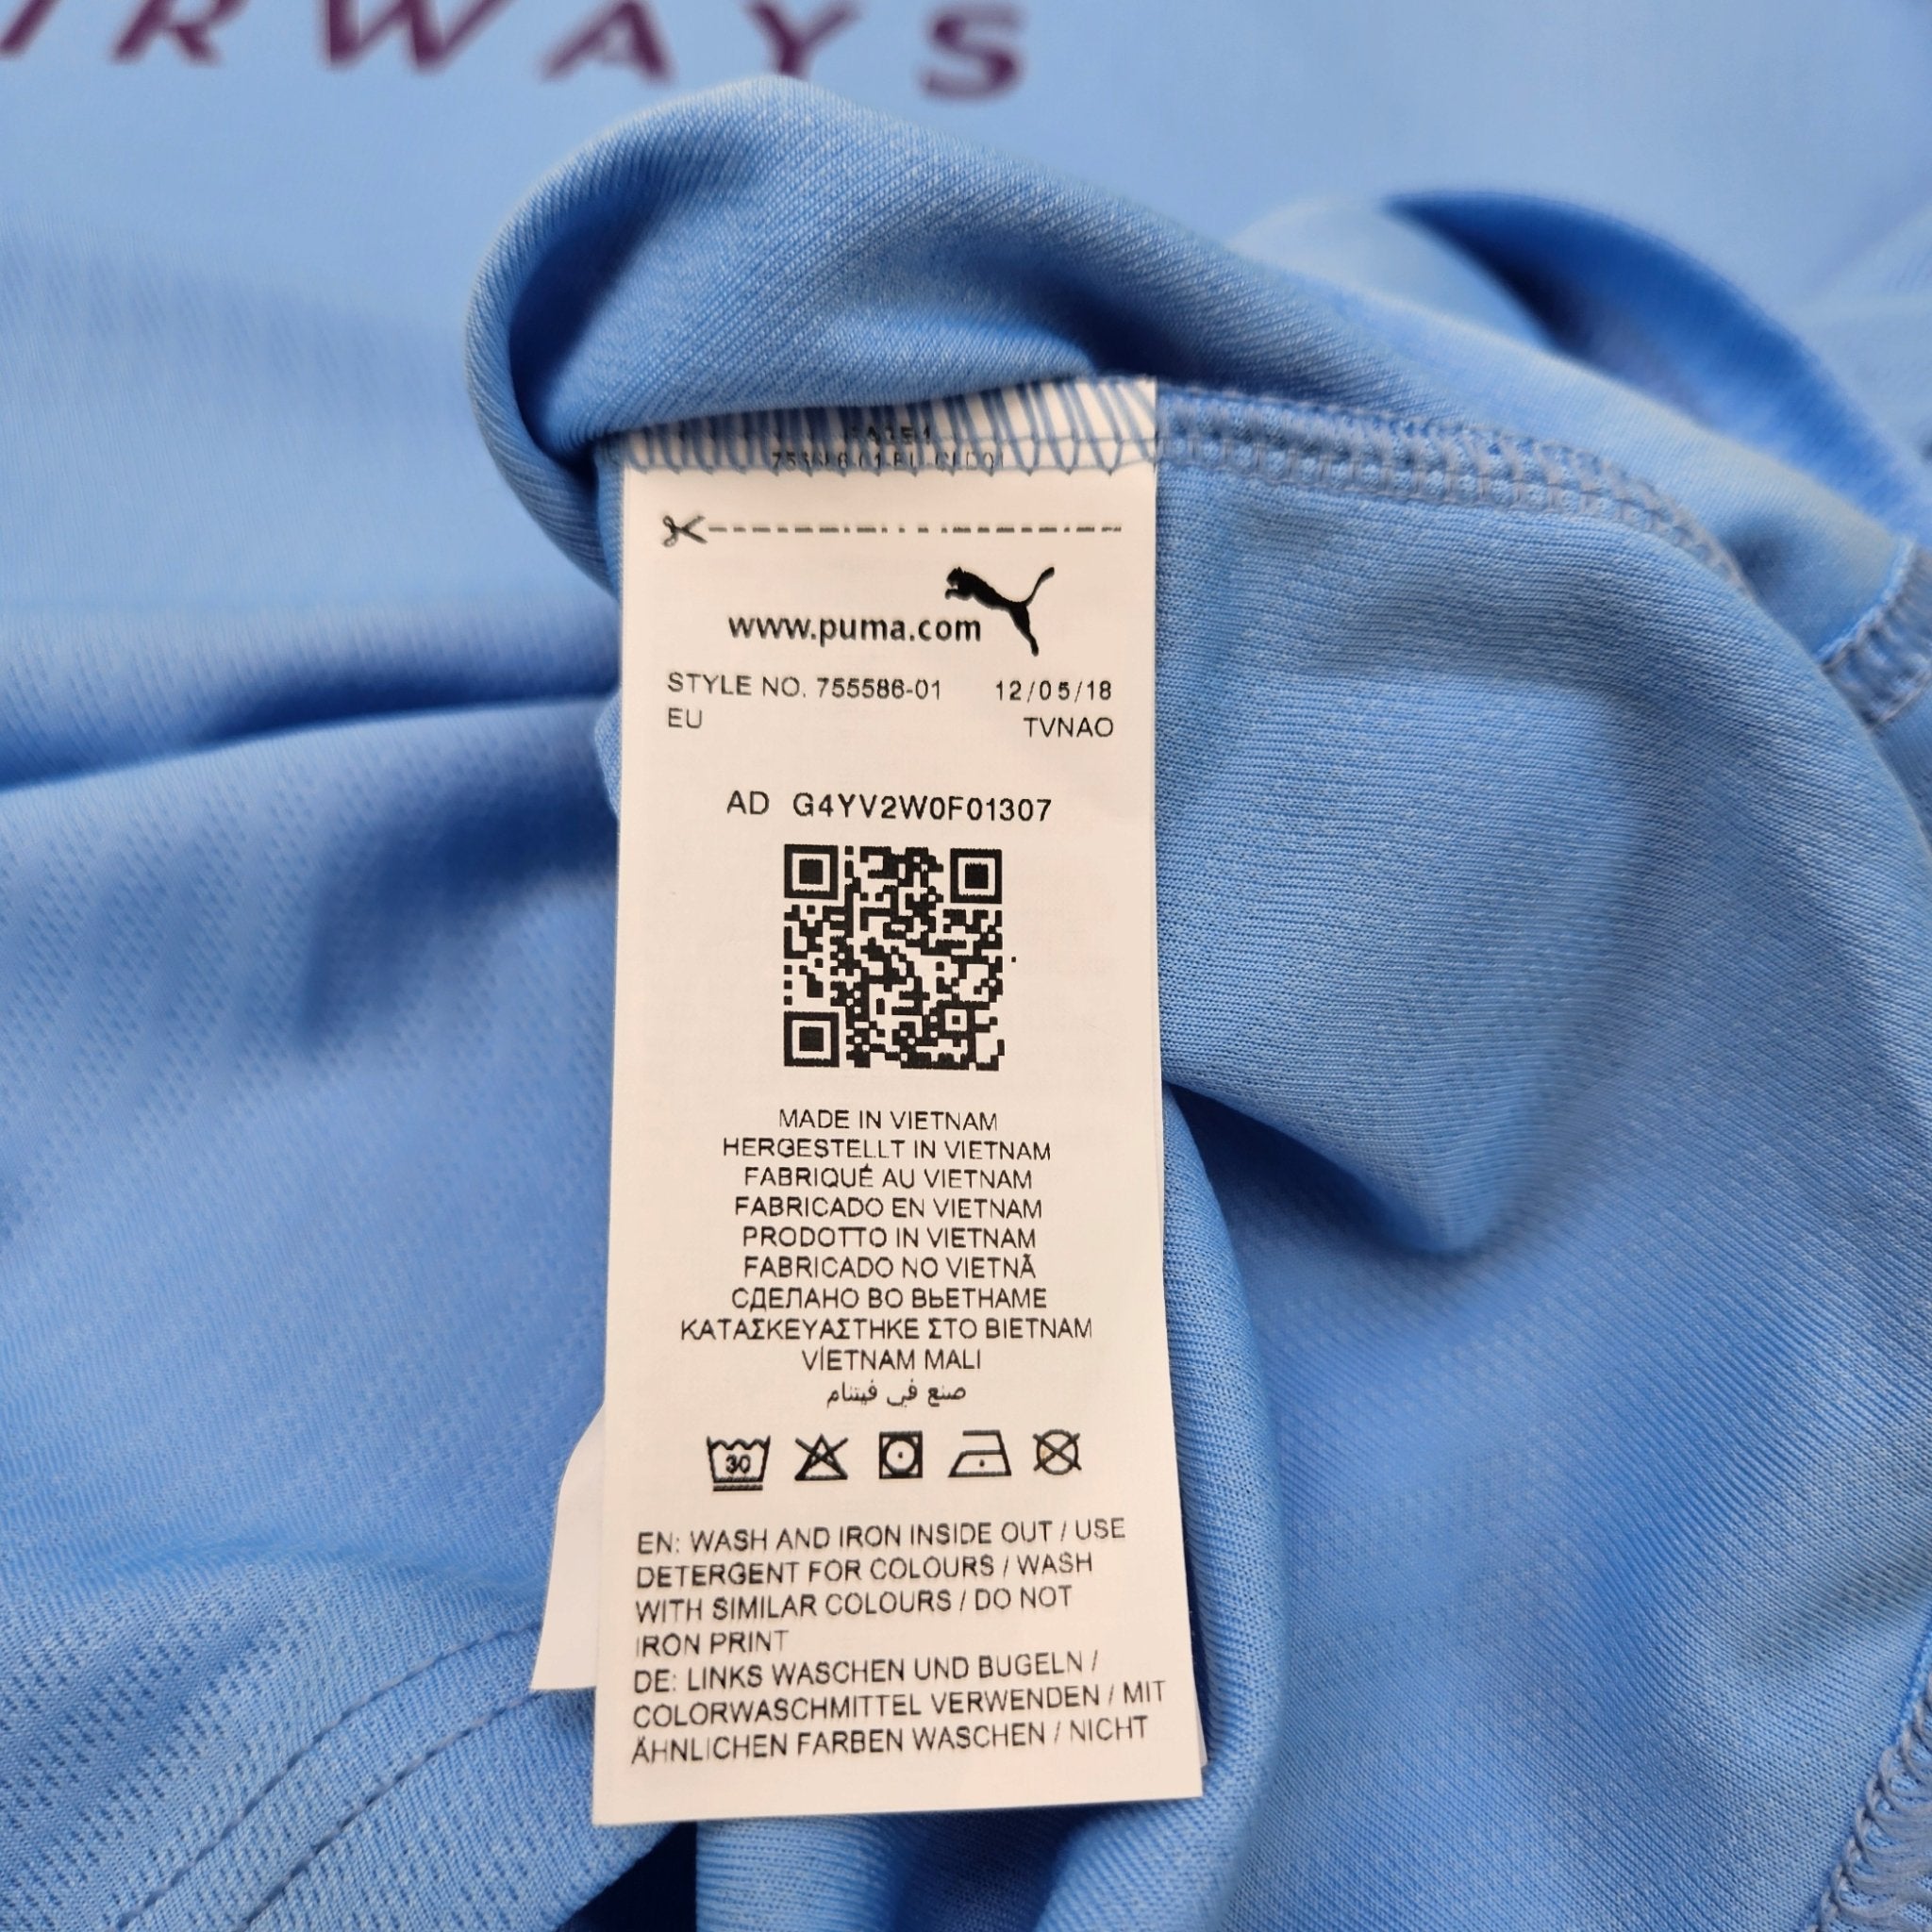 RWAYS
www.puma.com
STYLE NO. 755586-01 12/05/18
EU TVNAO
AD G4YV2W0F01307
MADE IN VIETNAM
HERGESTELLT IN VIETNAM
FABRIQUÉ AU VIETNAM
FABRICADO EN VIETNAM
PRODOTTO IN VIETNAM
FABRICADO NO VIETNÃ
СДЕЛАНО ВО ВЬЕТНАМЕ
ΚΑΤΑΣΚΕΥΑΣΤΗΚΕ ΣΤΟ ΒΙΕΤΝΑΜ
VİETNAM MALI
صنع في فيتنام
30
EN: WASH AND IRON INSIDE OUT / USE
DETERGENT FOR COLOURS / WASH
WITH SIMILAR COLOURS / DO NOT
IRON PRINT
DE: LINKS WASCHEN UND BUGELN /
COLORWASCHMITTEL VERWENDEN / MIT
ÄHNLICHEN FARBEN WASCHEN / NICHT